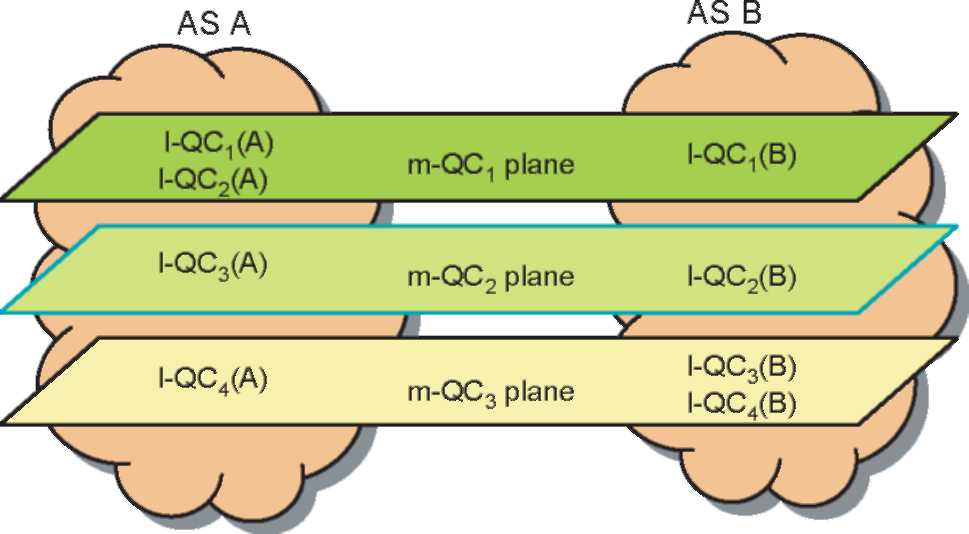 AS A
AS B
l-QC₁(A)
l-QC₂(A)
m-QC₁ plane
l-QC₁(B)
l-QC₃(A)
m-QC₂ plane
l-QC₂(B)
l-QC₄(A)
m-QC₃ plane
l-QC₃(B)
l-QC₄(B)